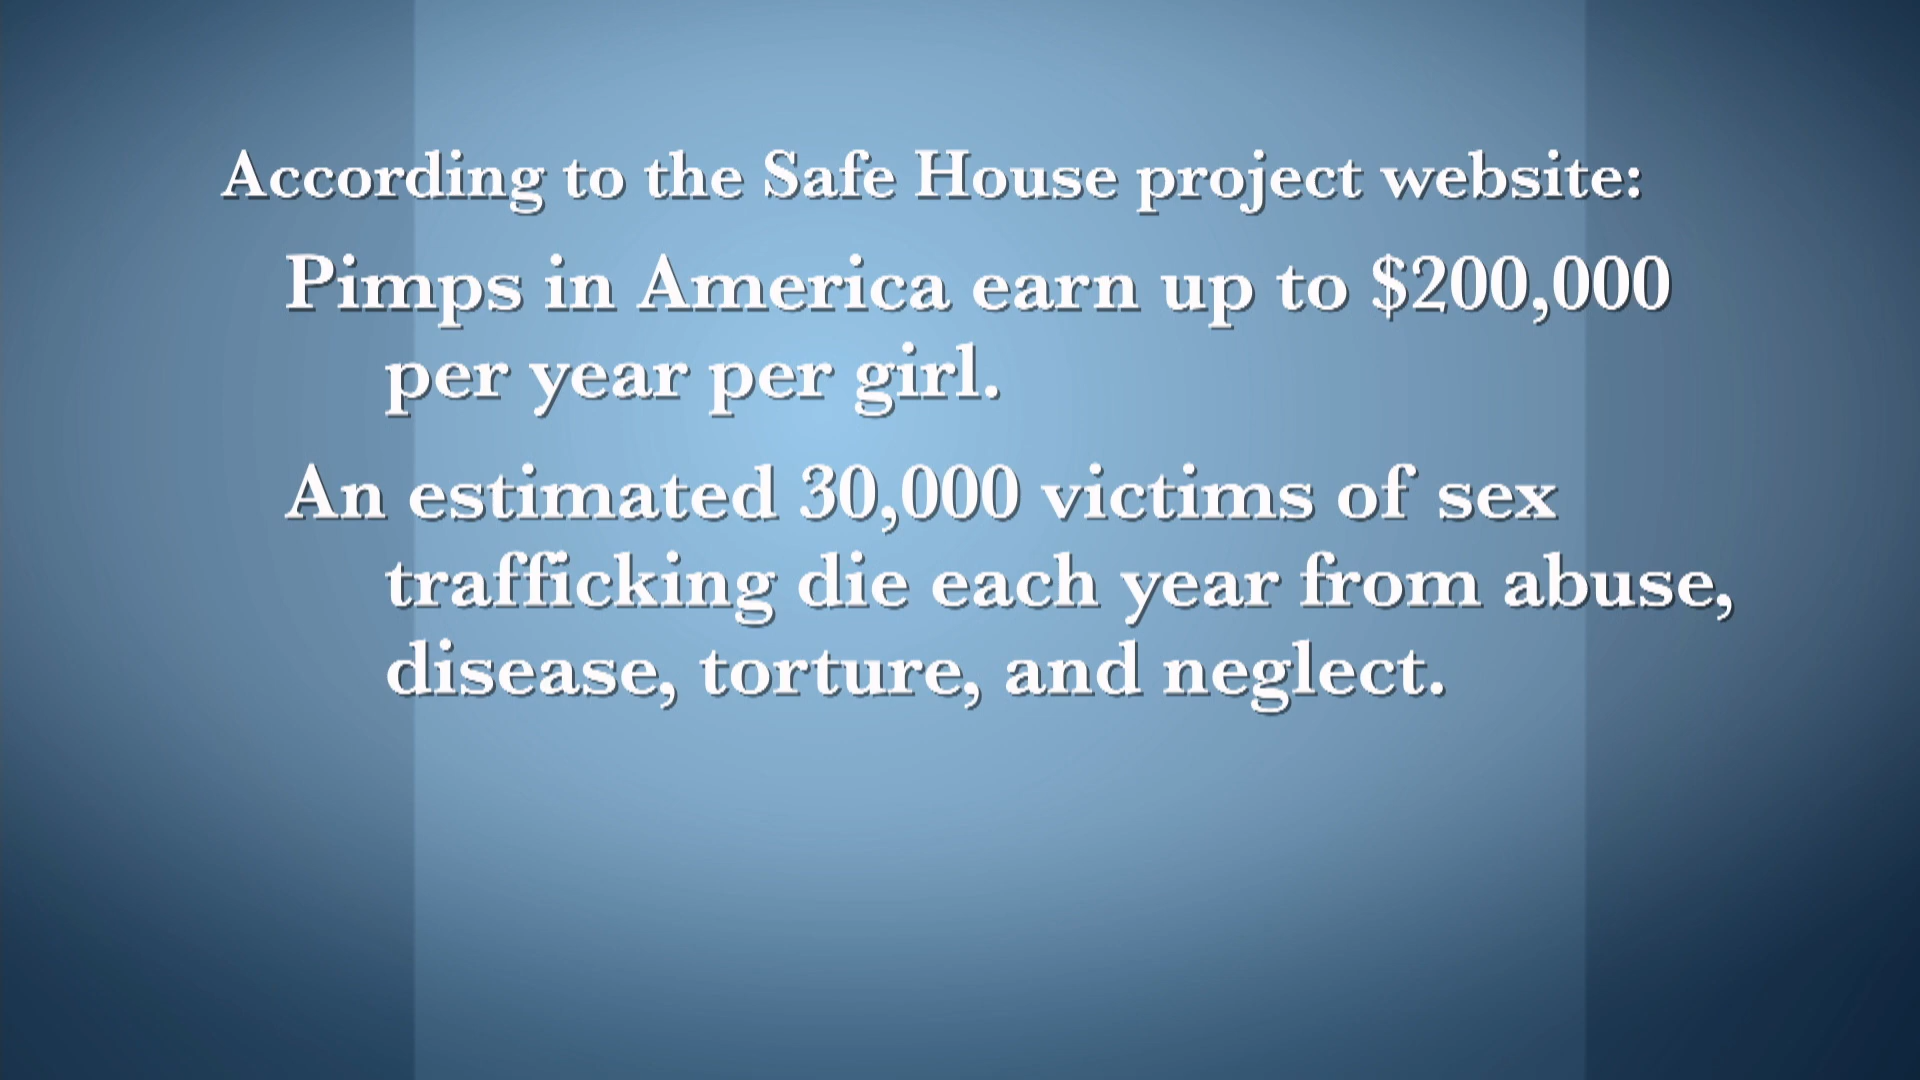 According to the Safe House project website:
Pimps in America earn up to $200,000
per year per girl.
An estimated 30,000 victims of sex
trafficking die each year from abuse,
disease, torture, and neglect.